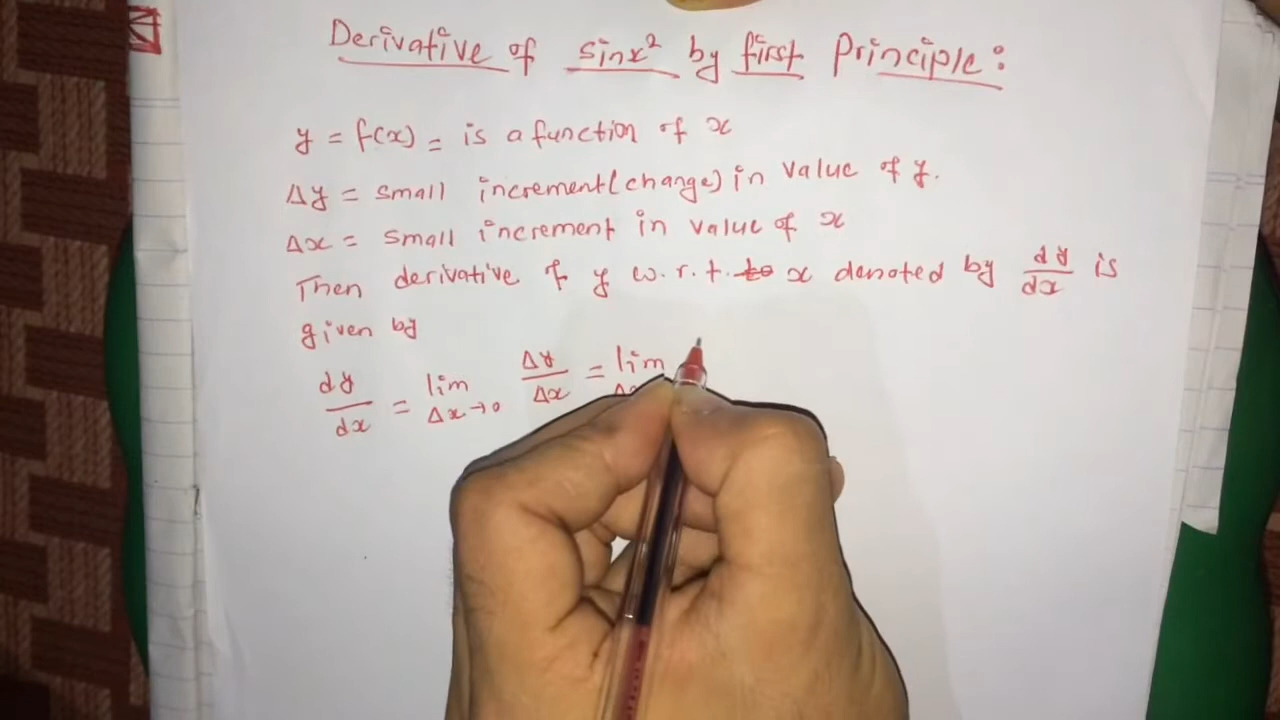 Derivative of sinx² by first Principle:
y = f(x) = is a function of x
Δy = small increment(change) in value of y.
Δx = small increment in value of x
Then derivative of y w.r.t. to x denoted by dy/dx is
given by
dy/dx = lim Δx→0 Δy/Δx = lim